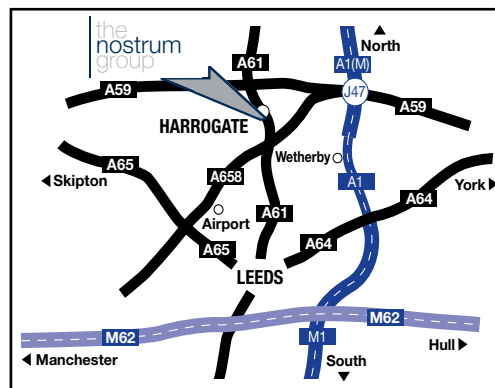 the
nostrum
group
North
A61
A1(M)
A59
J47
A59
HARROGATE
Wetherby
A65
Skipton
A658
A1
York
A64
A61
Airport
A65
A64
LEEDS
M62
M62
M1
Manchester
Hull
South